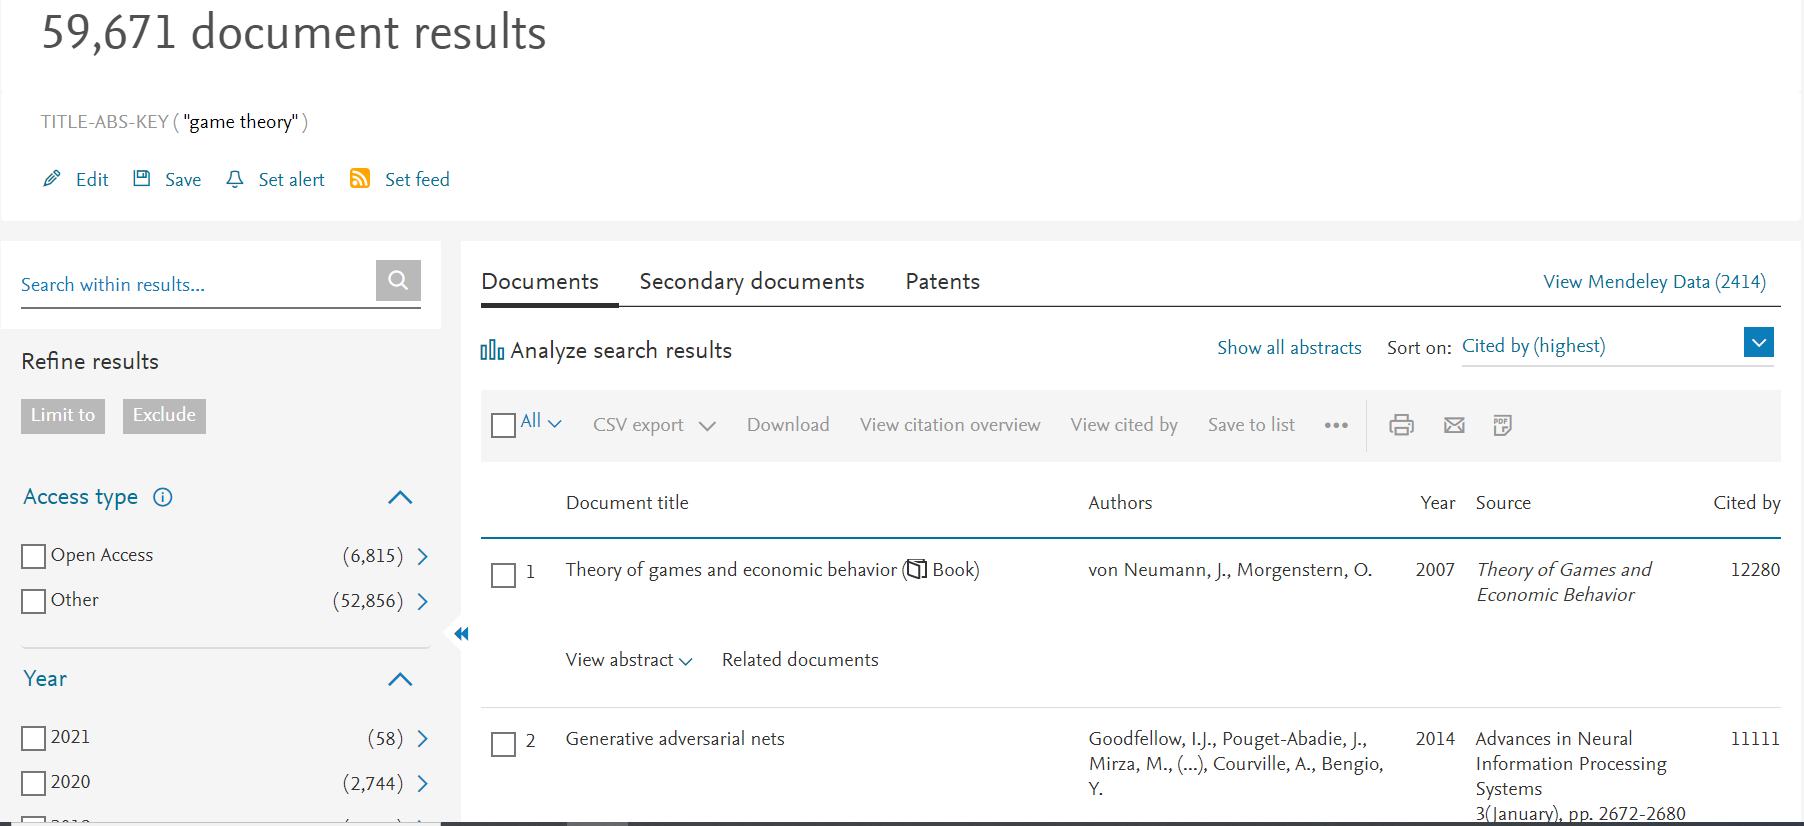 59,671 document results
TITLE-ABS-KEY ( "game theory" )
Edit Save Set alert Set feed
Search within results...
Refine results
Limit to Exclude
Access type
Open Access (6,815)
Other (52,856)
Year
2021 (58)
2020 (2,744)
Documents Secondary documents Patents View Mendeley Data (2414)
Analyze search results Show all abstracts Sort on: Cited by (highest)
All CSV export Download View citation overview View cited by Save to list ••• PDF
Document title Authors Year Source Cited by
1 Theory of games and economic behavior ( Book) von Neumann, J., Morgenstern, O. 2007 Theory of Games and 12280
Economic Behavior
View abstract Related documents
2 Generative adversarial nets Goodfellow, I.J., Pouget-Abadie, J., 2014 Advances in Neural 11111
Mirza, M., (...), Courville, A., Bengio, Information Processing
Y. Systems
3(January), pp. 2672-2680